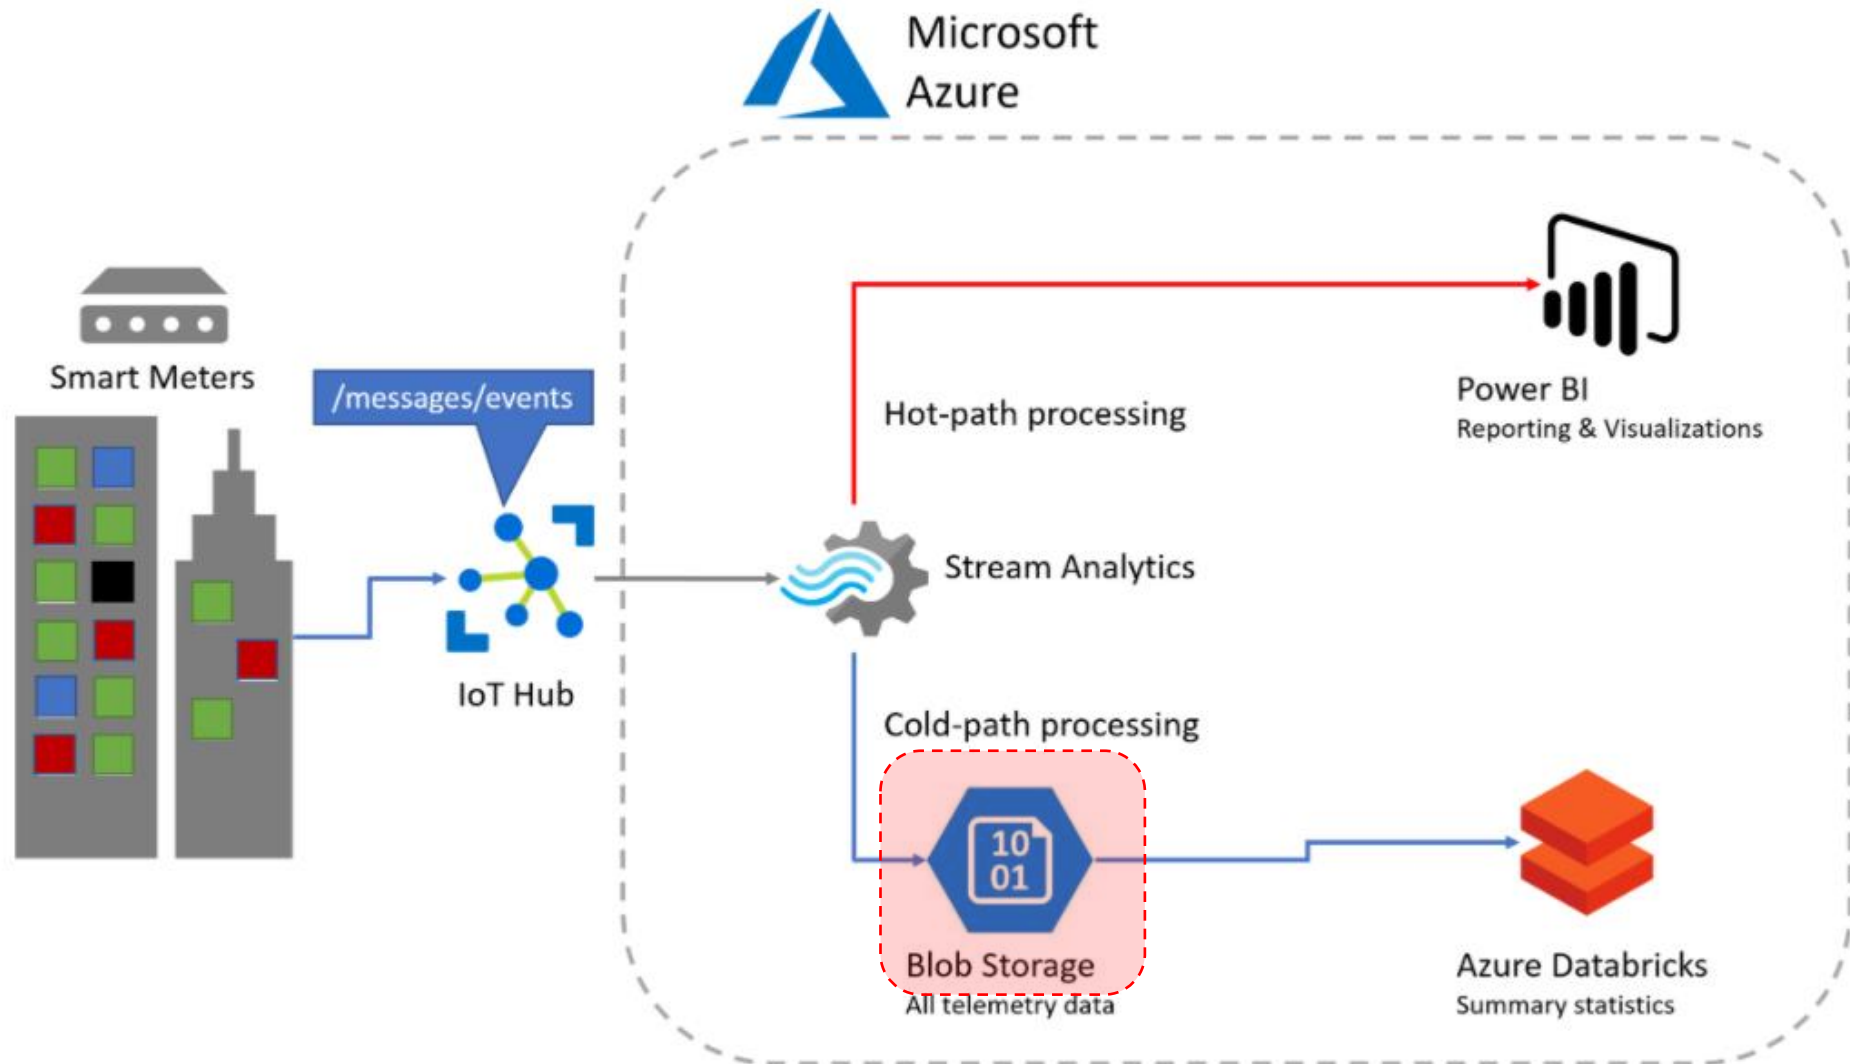 Microsoft
Azure
Smart Meters
/messages/events
IoT Hub
Hot-path processing
Power BI
Reporting & Visualizations
Stream Analytics
Cold-path processing
10
01
Blob Storage
All telemetry data
Azure Databricks
Summary statistics